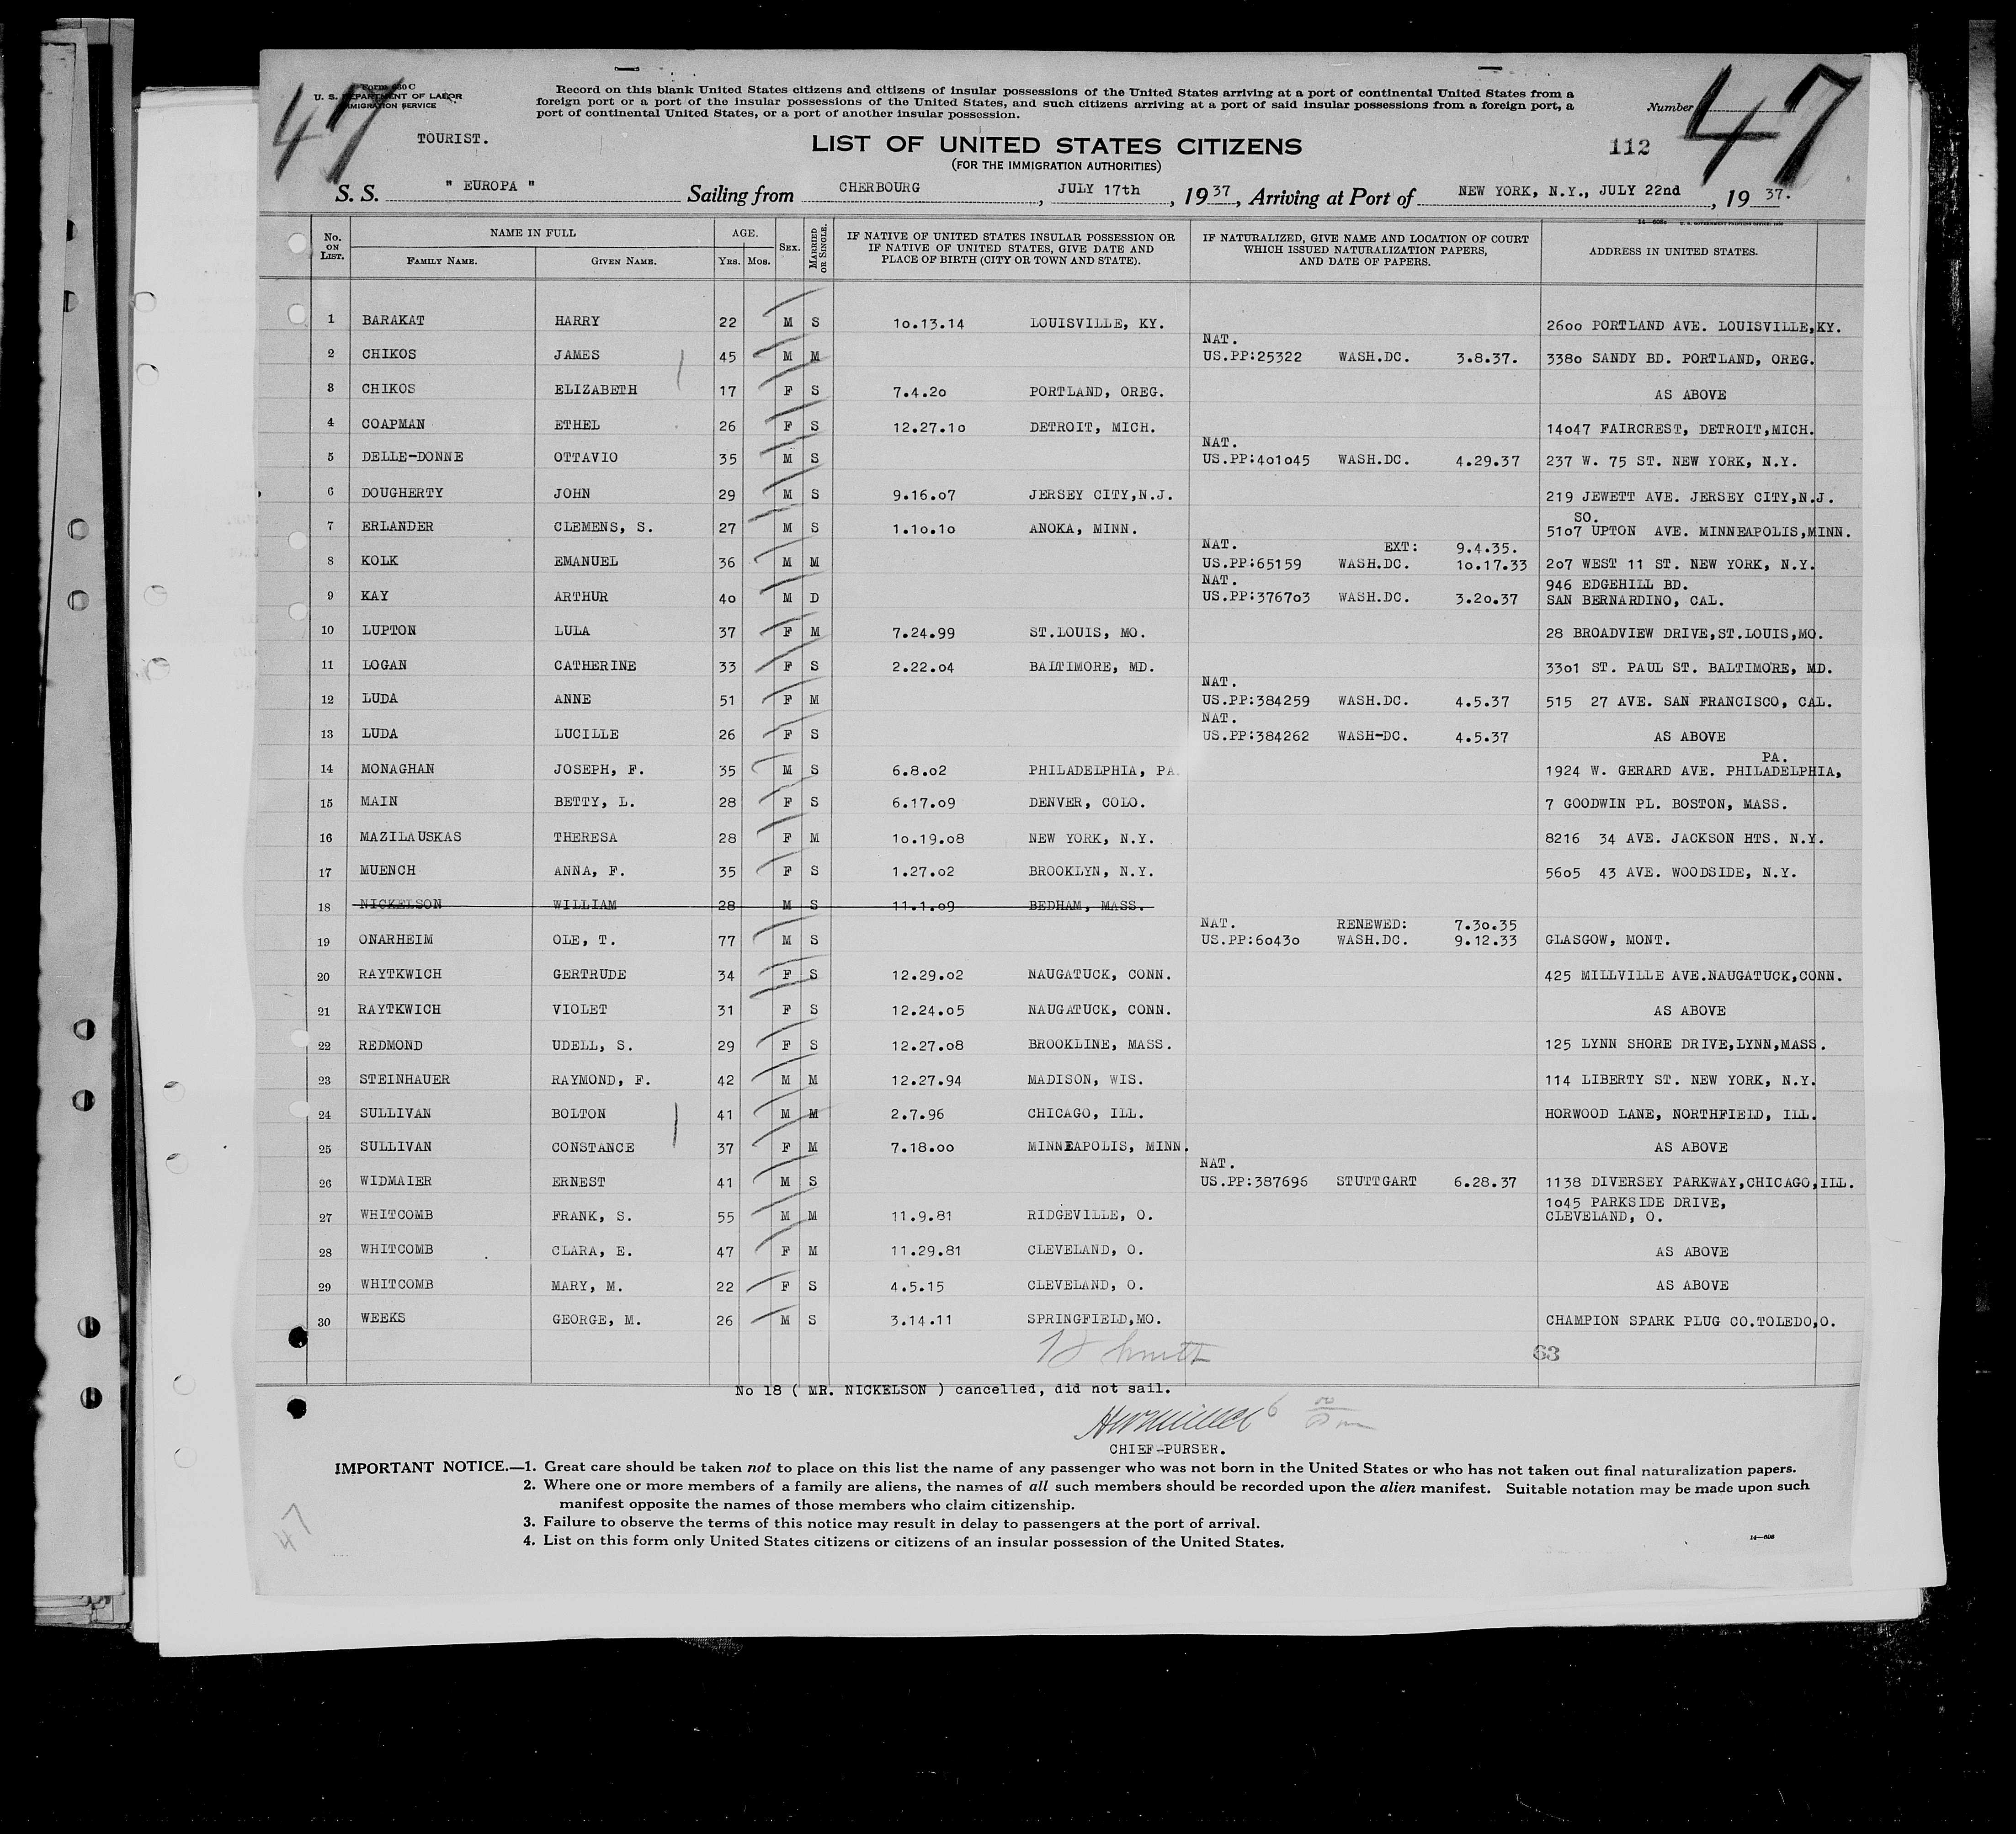 47
Form 630 C
U. S. DEPARTMENT OF LABOR
IMMIGRATION SERVICE
Record on this blank United States citizens and citizens of insular possessions of the United States arriving at a port of continental United States from a
foreign port or a port of the insular possessions of the United States, and such citizens arriving at a port of said insular possessions from a foreign port, a
port of continental United States, or a port of another insular possession.
Number 47
TOURIST.
LIST OF UNITED STATES CITIZENS
112
(FOR THE IMMIGRATION AUTHORITIES)
S. S. " EUROPA " Sailing from CHERBOURG, JULY 17th, 1937, Arriving at Port of NEW YORK, N.Y., JULY 22nd, 1937.
No. ON LIST. NAME IN FULL FAMILY NAME. GIVEN NAME. AGE. YRS. MOS. SEX. MARRIED OR SINGLE. IF NATIVE OF UNITED STATES INSULAR POSSESSION OR IF NATIVE OF UNITED STATES, GIVE DATE AND PLACE OF BIRTH (CITY OR TOWN AND STATE). IF NATURALIZED, GIVE NAME AND LOCATION OF COURT WHICH ISSUED NATURALIZATION PAPERS, AND DATE OF PAPERS. ADDRESS IN UNITED STATES.
1 BARAKAT HARRY 22 M S 10.13.14 LOUISVILLE, KY. 2600 PORTLAND AVE. LOUISVILLE,KY.
NAT.
2 CHIKOS JAMES 45 M M US.PP:25322 WASH.DC. 3.8.37. 3380 SANDY BD. PORTLAND, OREG.
3 CHIKOS ELIZABETH 17 F S 7.4.20 PORTLAND, OREG. AS ABOVE
4 COAPMAN ETHEL 26 F S 12.27.10 DETROIT, MICH. 14047 FAIRCREST, DETROIT,MICH.
NAT.
5 DELLE-DONNE OTTAVIO 35 M S US.PP:401045 WASH.DC. 4.29.37 237 W. 75 ST. NEW YORK, N.Y.
6 DOUGHERTY JOHN 29 M S 9.16.07 JERSEY CITY,N.J. 219 JEWETT AVE. JERSEY CITY,N.J.
SO.
7 ERLANDER CLEMENS, S. 27 M S 1.10.10 ANOKA, MINN. 5107 UPTON AVE. MINNEAPOLIS,MINN.
NAT. EXT: 9.4.35.
8 KOLK EMANUEL 36 M M US.PP:65159 WASH.DC. 10.17.33 207 WEST 11 ST. NEW YORK, N.Y.
NAT. 946 EDGEHILL BD.
9 KAY ARTHUR 40 M D US.PP:376703 WASH.DC. 3.20.37 SAN BERNARDINO, CAL.
10 LUPTON LULA 37 F M 7.24.99 ST.LOUIS, MO. 28 BROADVIEW DRIVE,ST.LOUIS,MO.
11 LOGAN CATHERINE 33 F S 2.22.04 BALTIMORE, MD. 3301 ST. PAUL ST. BALTIMORE, MD.
NAT.
12 LUDA ANNE 51 F M US.PP:384259 WASH.DC. 4.5.37 515 27 AVE. SAN FRANCISCO, CAL.
NAT.
13 LUDA LUCILLE 26 F S US.PP:384262 WASH-DC. 4.5.37 AS ABOVE
PA.
14 MONAGHAN JOSEPH, F. 35 M S 6.8.02 PHILADELPHIA, PA. 1924 W. GERARD AVE. PHILADELPHIA,
15 MAIN BETTY, L. 28 F S 6.17.09 DENVER, COLO. 7 GOODWIN PL. BOSTON, MASS.
16 MAZILAUSKAS THERESA 28 F M 10.19.08 NEW YORK, N.Y. 8216 34 AVE. JACKSON HTS. N.Y.
17 MUENCH ANNA, F. 35 F S 1.27.02 BROOKLYN, N.Y. 5605 43 AVE. WOODSIDE, N.Y.
18 NICKELSON WILLIAM 28 M S 11.1.09 BEDHAM, MASS.
NAT. RENEWED: 7.30.35
19 ONARHEIM OLE, T. 77 M S US.PP:60430 WASH.DC. 9.12.33 GLASGOW, MONT.
20 RAYTKWICH GERTRUDE 34 F S 12.29.02 NAUGATUCK, CONN. 425 MILLVILLE AVE.NAUGATUCK,CONN.
21 RAYTKWICH VIOLET 31 F S 12.24.05 NAUGATUCK, CONN. AS ABOVE
22 REDMOND UDELL, S. 29 F S 12.27.08 BROOKLINE, MASS. 125 LYNN SHORE DRIVE,LYNN,MASS.
23 STEINHAUER RAYMOND, F. 42 M M 12.27.94 MADISON, WIS. 114 LIBERTY ST. NEW YORK, N.Y.
24 SULLIVAN BOLTON 41 M M 2.7.96 CHICAGO, ILL. HORWOOD LANE, NORTHFIELD, ILL.
25 SULLIVAN CONSTANCE 37 F M 7.18.00 MINNEAPOLIS, MINN. AS ABOVE
NAT.
26 WIDMAIER ERNEST 41 M S US.PP:387696 STUTTGART 6.28.37 1138 DIVERSEY PARKWAY,CHICAGO,ILL.
1045 PARKSIDE DRIVE,
27 WHITCOMB FRANK, S. 55 M M 11.9.81 RIDGEVILLE, O. CLEVELAND, O.
28 WHITCOMB CLARA, E. 47 F M 11.29.81 CLEVELAND, O. AS ABOVE
29 WHITCOMB MARY, M. 22 F S 4.5.15 CLEVELAND, O. AS ABOVE
30 WEEKS GEORGE, M. 26 M S 3.14.11 SPRINGFIELD,MO. CHAMPION SPARK PLUG CO.TOLEDO,O.
63
No 18 ( MR. NICKELSON ) cancelled, did not sail.
CHIEF-PURSER.
IMPORTANT NOTICE.—1. Great care should be taken not to place on this list the name of any passenger who was not born in the United States or who has not taken out final naturalization papers.
2. Where one or more members of a family are aliens, the names of all such members should be recorded upon the alien manifest. Suitable notation may be made upon such
manifest opposite the names of those members who claim citizenship.
3. Failure to observe the terms of this notice may result in delay to passengers at the port of arrival.
4. List on this form only United States citizens or citizens of an insular possession of the United States.
47